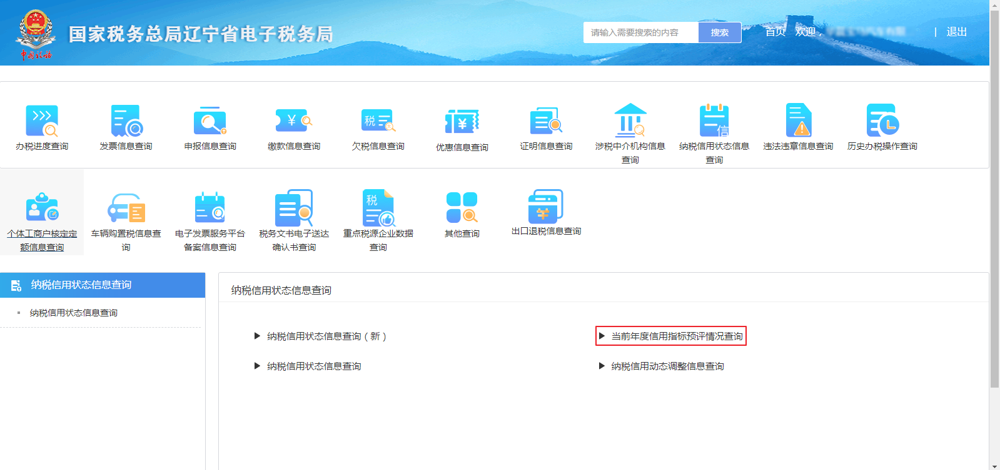 国家税务总局辽宁省电子税务局
请输入需要搜索的内容
搜索
首页
欢迎，
|
退出
办税进度查询
发票信息查询
申报信息查询
缴款信息查询
欠税信息查询
优惠信息查询
证明信息查询
涉税中介机构信息
查询
纳税信用状态信息
查询
违法违章信息查询
历史办税操作查询
个体工商户核定定
额信息查询
车辆购置税信息查
询
电子发票服务平台
备案信息查询
税务文书电子送达
确认书查询
重点税源企业数据
查询
其他查询
出口退税信息查询
纳税信用状态信息查询
纳税信用状态信息查询
纳税信用状态信息查询
纳税信用状态信息查询（新）
当前年度信用指标预评情况查询
纳税信用状态信息查询
纳税信用动态调整信息查询